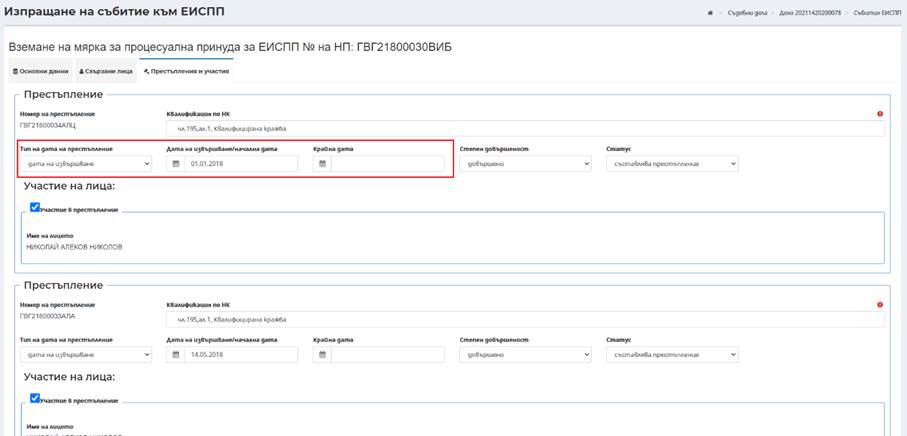 Изпращане на събитие към ЕИСПП
Съдебни дела > Дело 20211420200078 > Събития ЕИСПП
Вземане на мярка за процесуална принуда за ЕИСПП № на НП: ГВГ21800030ВИБ
Основни данни Свързани лица Престъпления и участия
Престъпление
Номер на престъпление Квалификация по НК
ГВГ21800034АПЦ чл.195,ал.1, Квалифицирана кражба
Тип на дата на престъпление Дата на извършване/начална дата Крайна дата Степен довършеност Статус
дата на извършване 01.01.2018 довършено съставлява престъпление
Участие на лица:
Участие в престъпление
Име на лицето
НИКОЛАЙ АЛЕКОВ НИКОЛОВ
Престъпление
Номер на престъпление Квалификация по НК
ГВГ21800033АПА чл.195,ал.1, Квалифицирана кражба
Тип на дата на престъпление Дата на извършване/начална дата Крайна дата Степен довършеност Статус
дата на извършване 14.05.2018 довършено съставлява престъпление
Участие на лица:
Участие в престъпление
Име на лицето